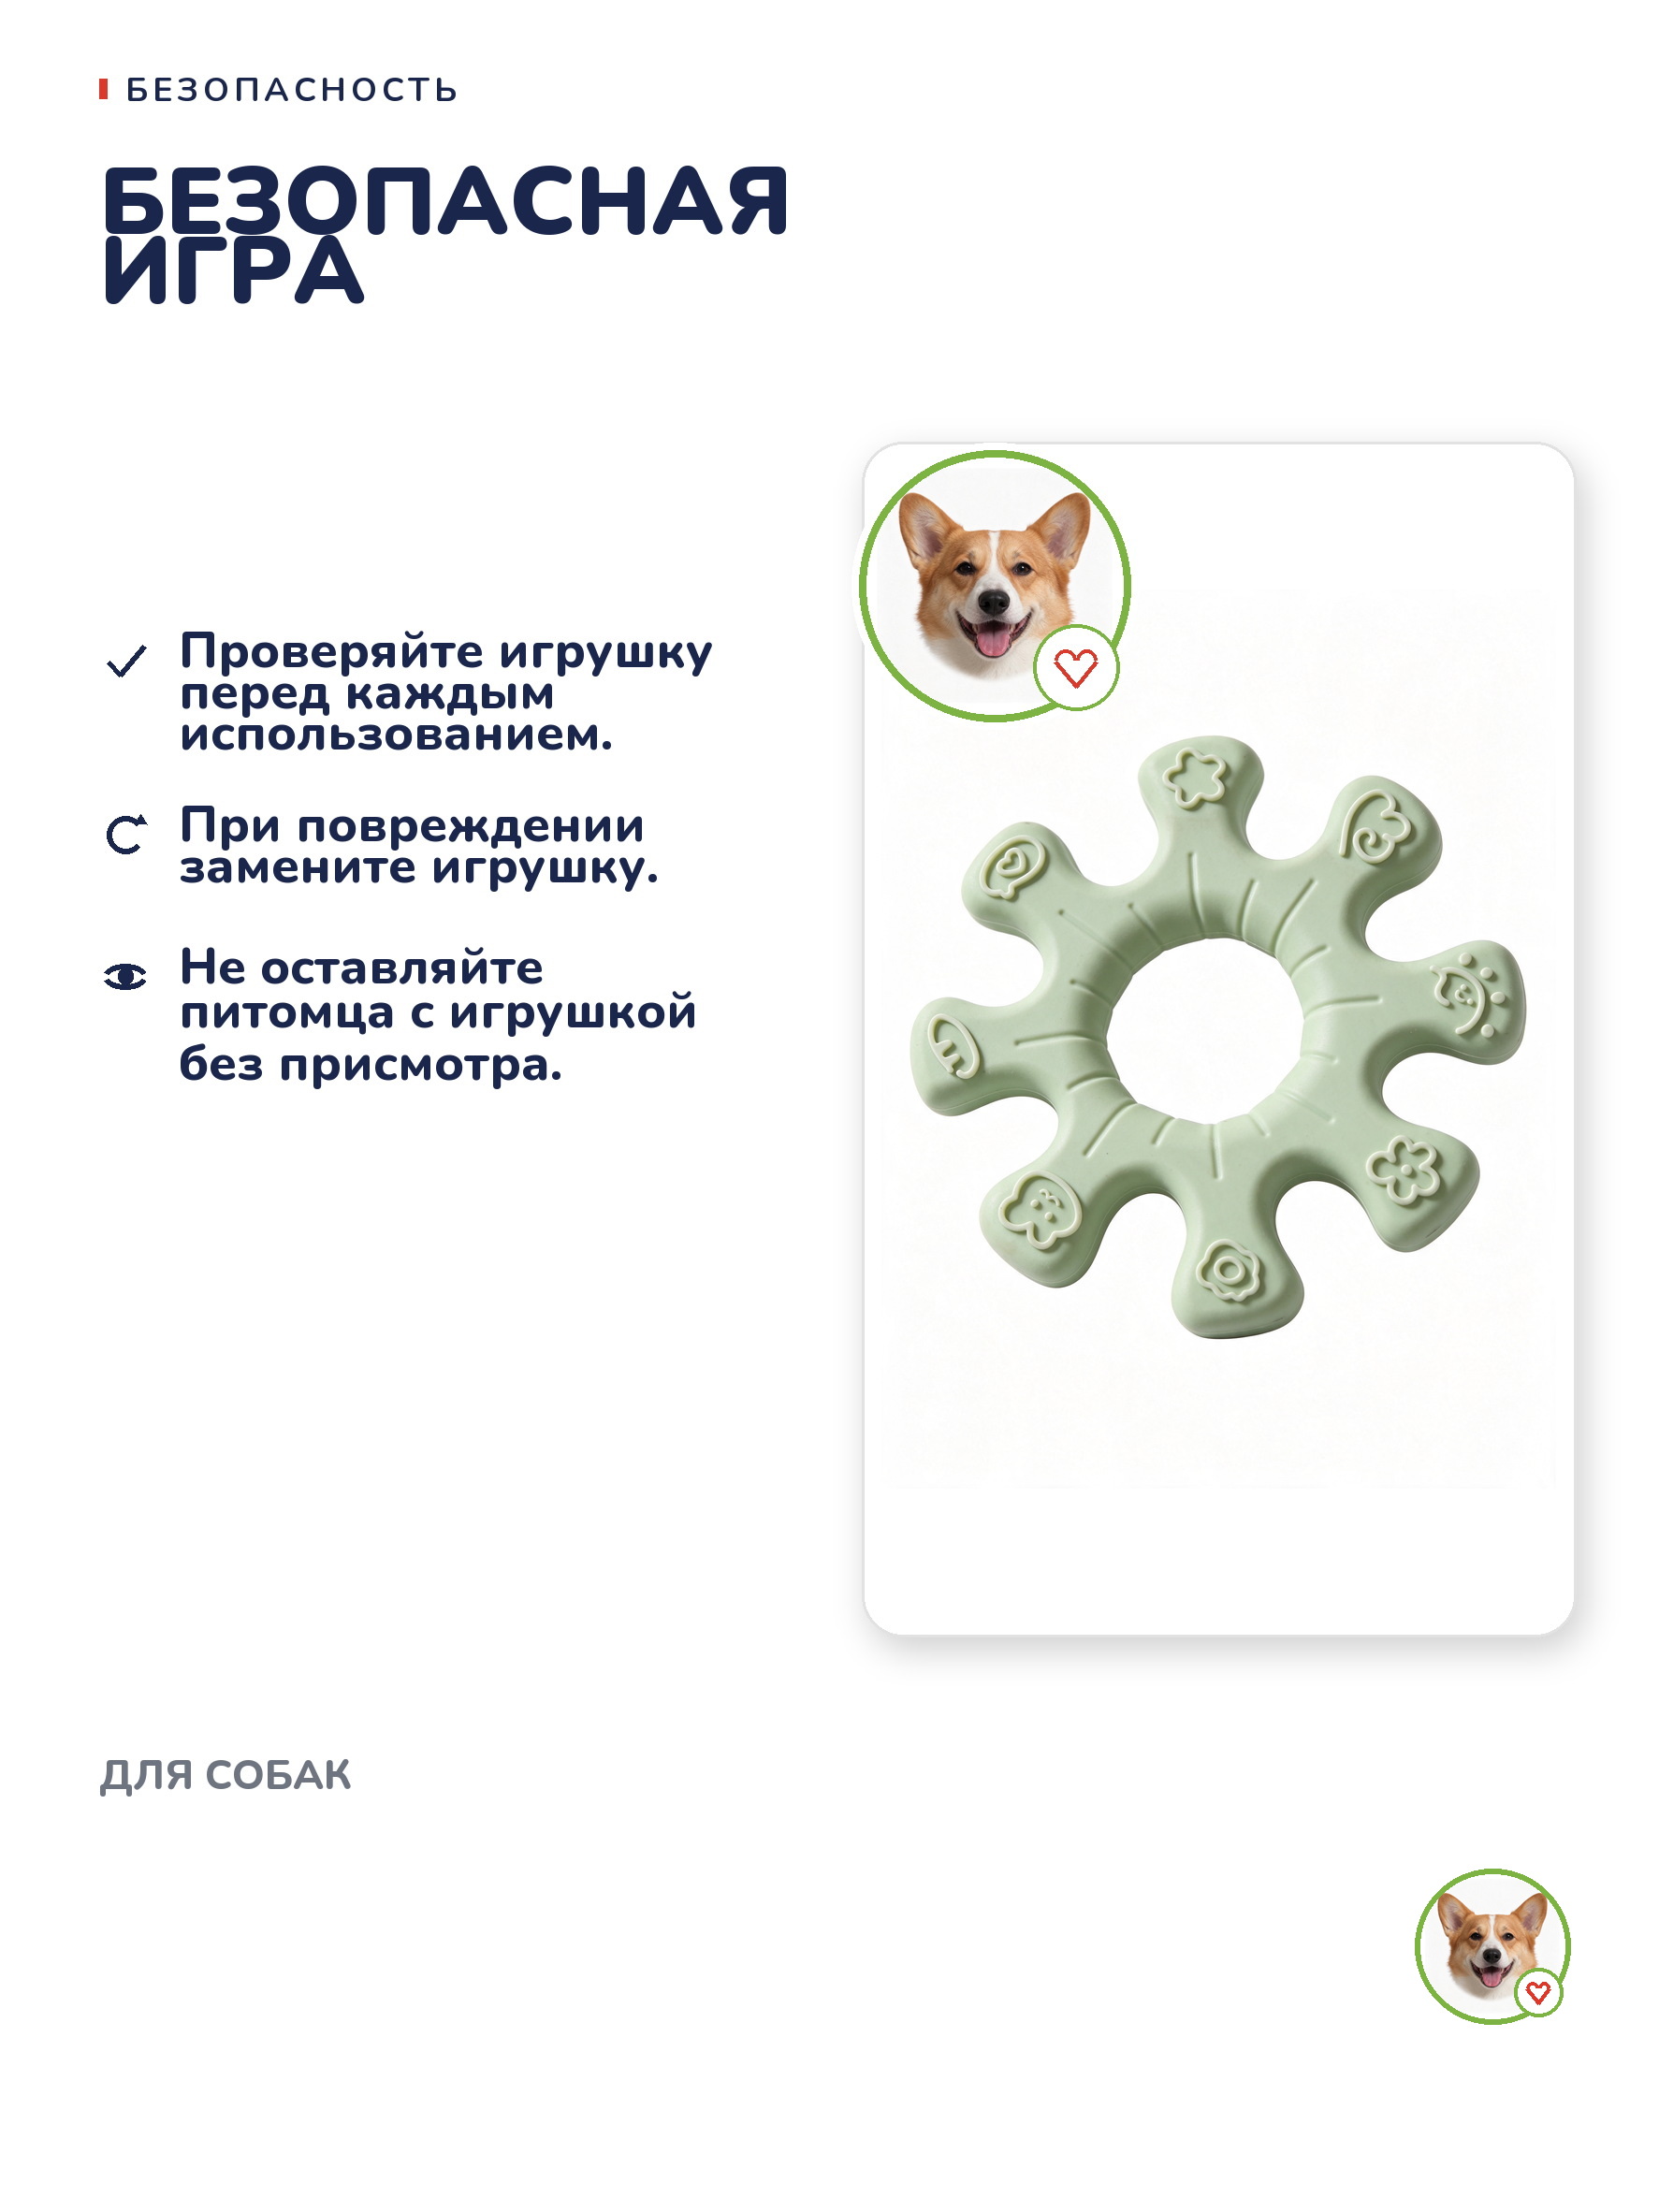 БЕЗОПАСНОСТЬ
БЕЗОПАСНАЯ
ИГРА
Проверяйте игрушку
перед каждым
использованием.
При повреждении
замените игрушку.
Не оставляйте
питомца с игрушкой
без присмотра.
ДЛЯ СОБАК